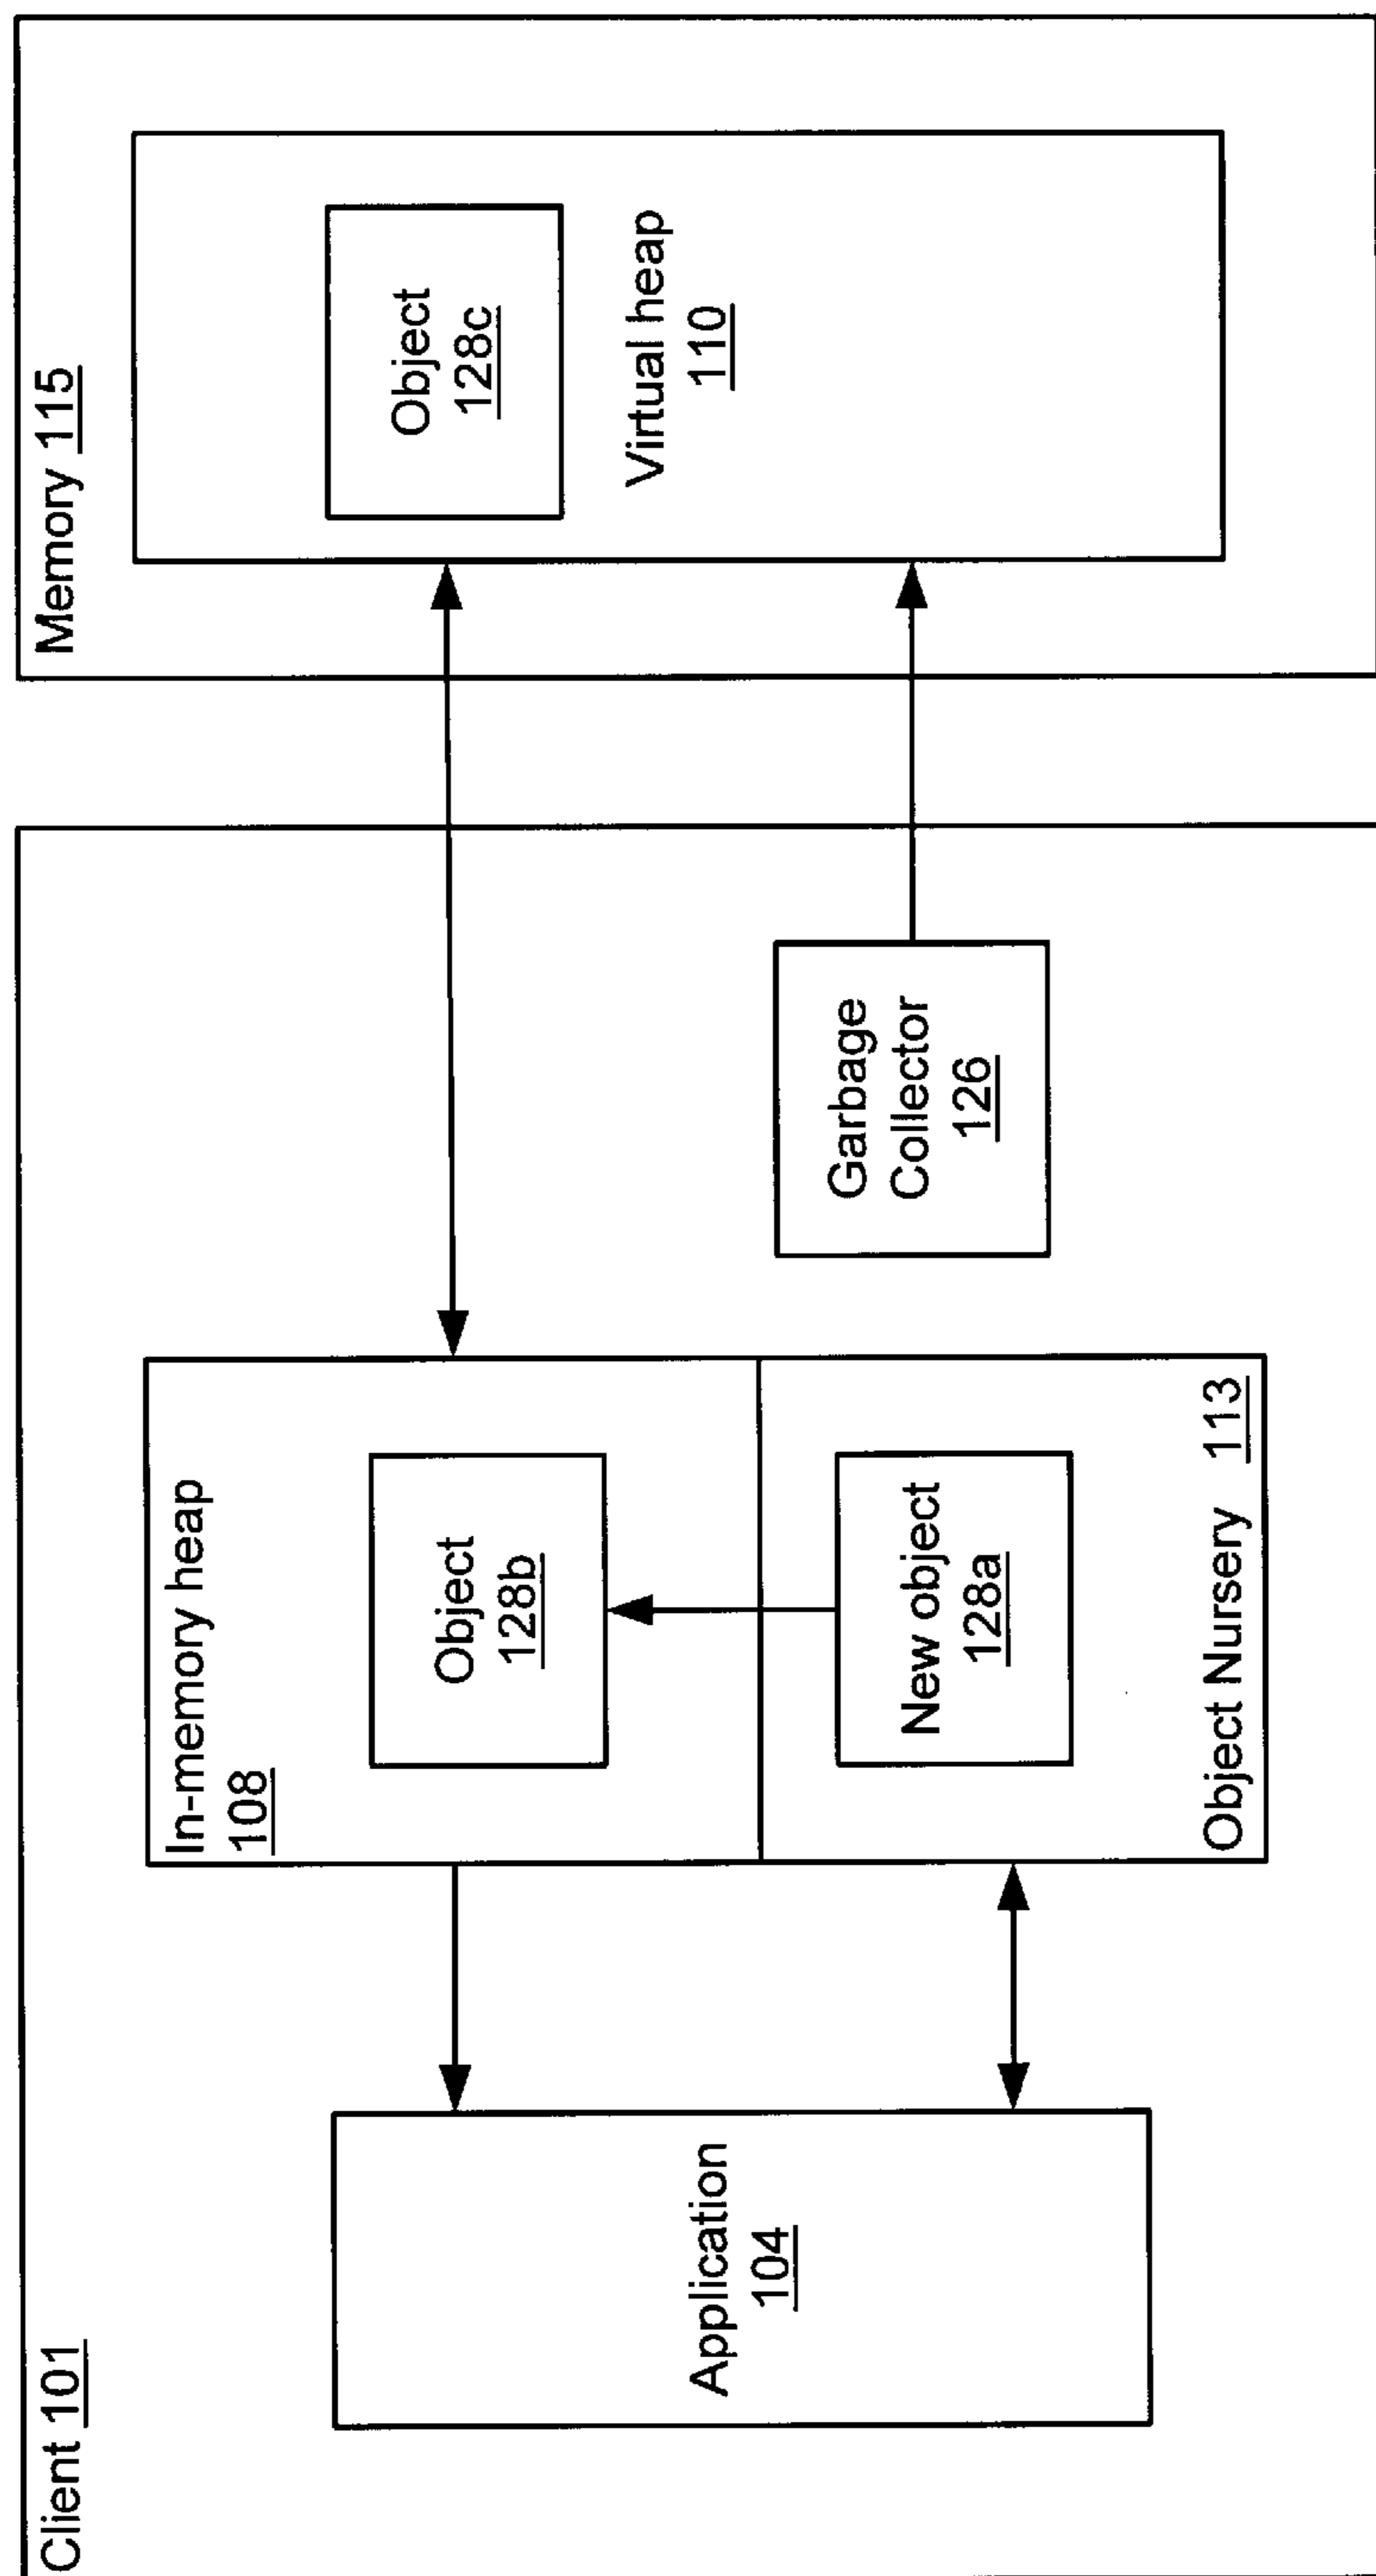 Client 101
Application
104
In-memory heap
108
Object
128b
New object
128a
Object Nursery 113
Garbage
Collector
126
Memory 115
Object
128c
Virtual heap
110